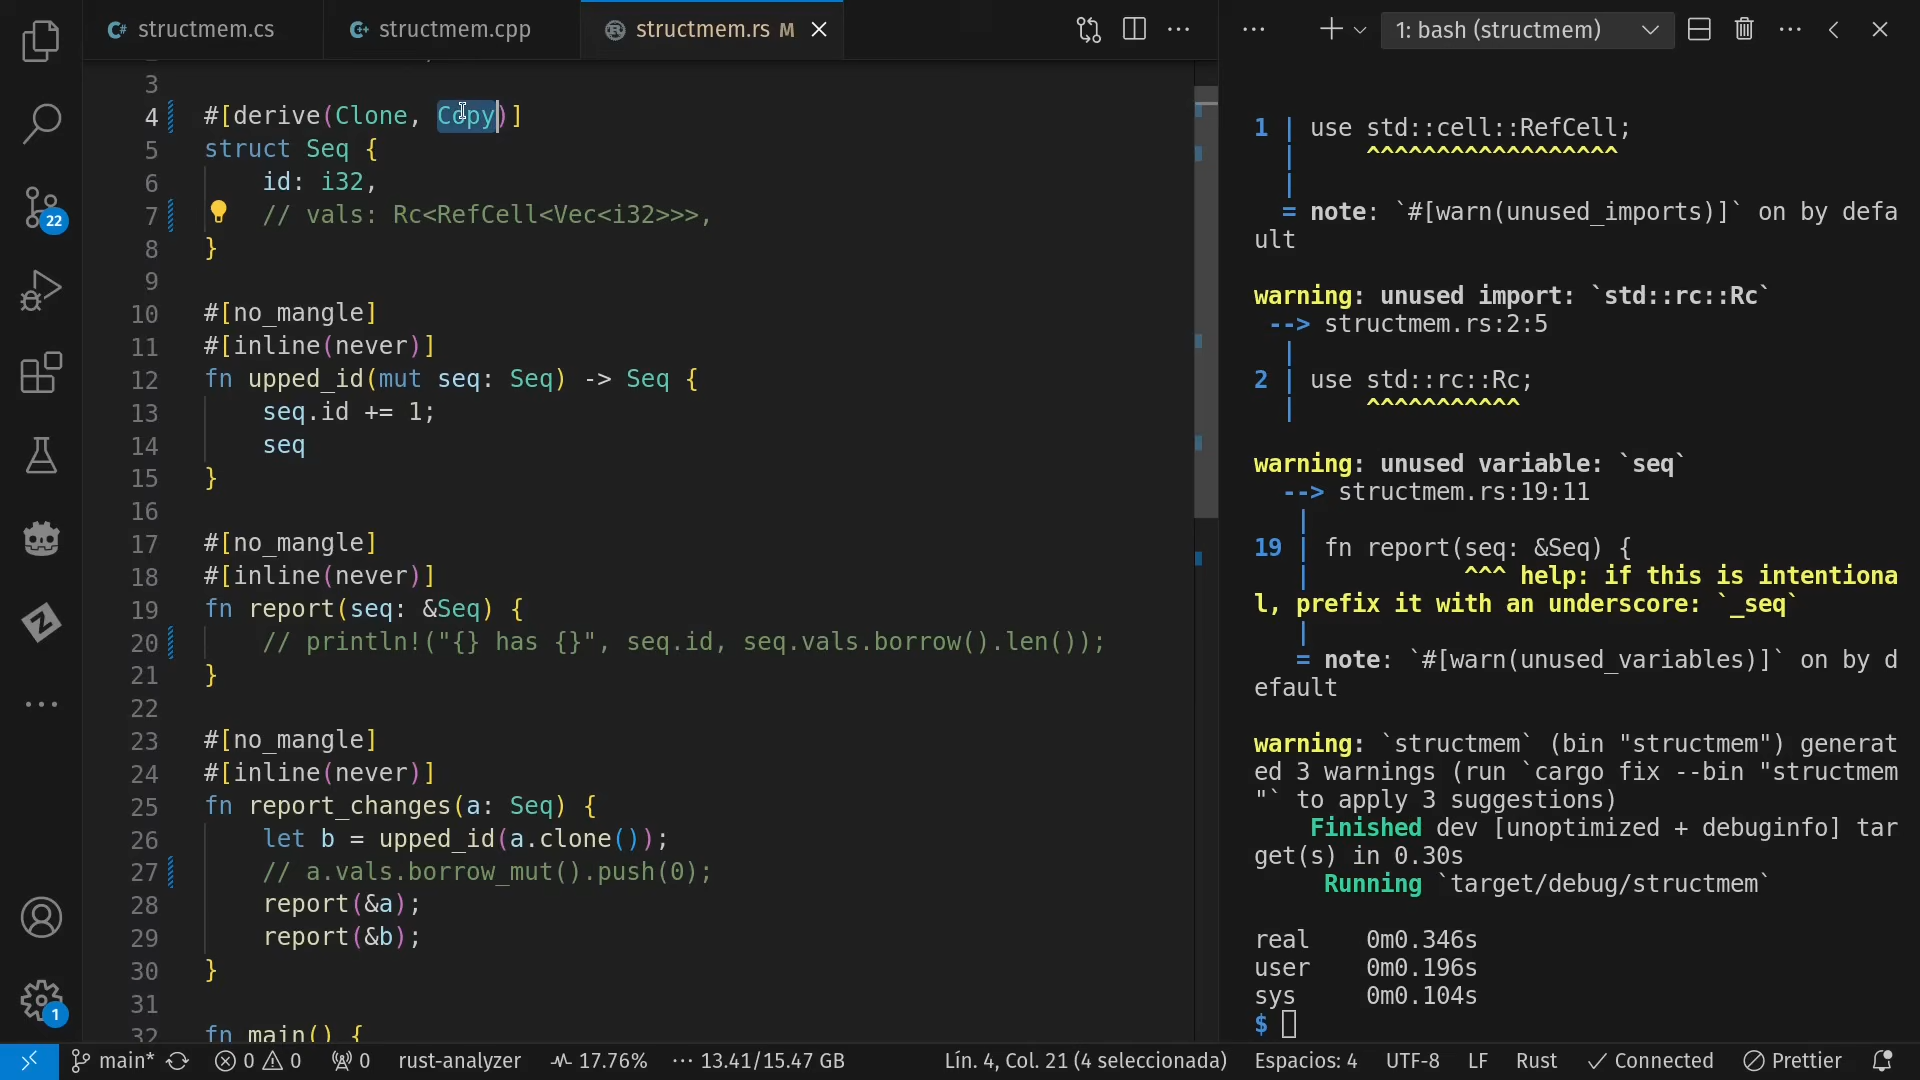 structmem.cs
structmem.cpp
structmem.rs M
1: bash (structmem)
3
4 #[derive(Clone, Copy)]
5 struct Seq {
6 id: i32,
7 // vals: Rc<RefCell<Vec<i32>>>,
8 }
9
10 #[no_mangle]
11 #[inline(never)]
12 fn upped_id(mut seq: Seq) -> Seq {
13 seq.id += 1;
14 seq
15 }
16
17 #[no_mangle]
18 #[inline(never)]
19 fn report(seq: &Seq) {
20 // println!("{} has {}", seq.id, seq.vals.borrow().len());
21 }
22
23 #[no_mangle]
24 #[inline(never)]
25 fn report_changes(a: Seq) {
26 let b = upped_id(a.clone());
27 // a.vals.borrow_mut().push(0);
28 report(&a);
29 report(&b);
30 }
31
32 fn main() {
22
1
1 | use std::cell::RefCell;
| ^^^^^^^^^^^^^^^^^^
|
= note: `#[warn(unused_imports)]` on by defa
ult
warning: unused import: `std::rc::Rc`
--> structmem.rs:2:5
|
2 | use std::rc::Rc;
| ^^^^^^^^^^^
warning: unused variable: `seq`
--> structmem.rs:19:11
|
19 | fn report(seq: &Seq) {
| ^^^ help: if this is intentiona
l, prefix it with an underscore: `_seq`
|
= note: `#[warn(unused_variables)]` on by d
efault
warning: `structmem` (bin "structmem") generat
ed 3 warnings (run `cargo fix --bin "structmem
"` to apply 3 suggestions)
Finished dev [unoptimized + debuginfo] tar
get(s) in 0.30s
Running `target/debug/structmem`
real 0m0.346s
user 0m0.196s
sys 0m0.104s
$
main* 0 0 0 rust-analyzer 17.76% 13.41/15.47 GB Lín. 4, Col. 21 (4 seleccionada) Espacios: 4 UTF-8 LF Rust Connected Prettier